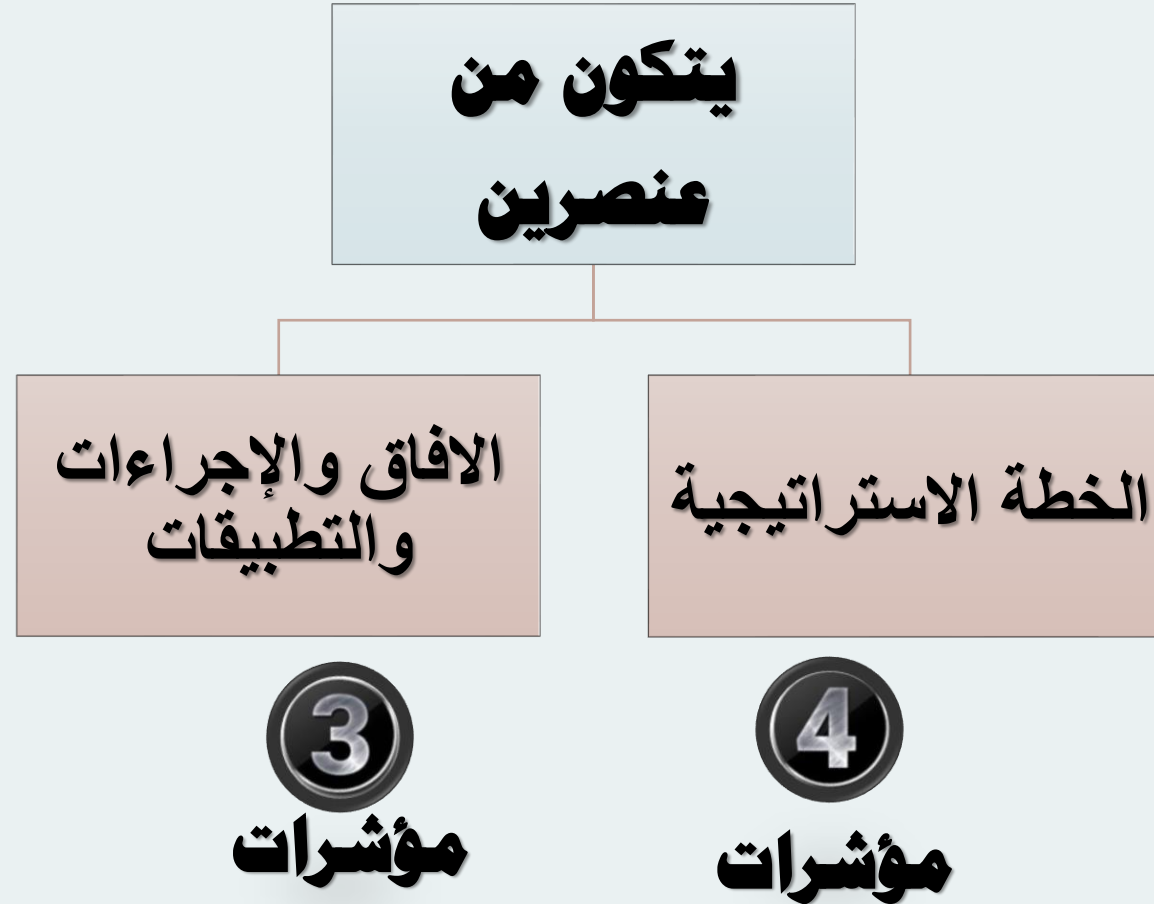 يتكون من
عنصرين
الخطة الاستراتيجية
الافاق والإجراءات
والتطبيقات
4
مؤشرات
3
مؤشرات